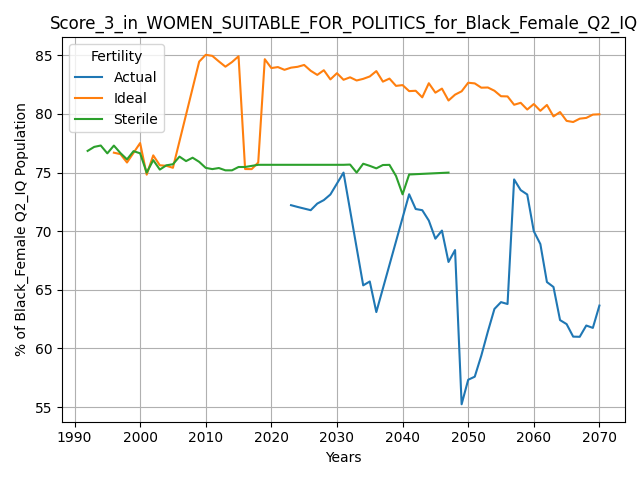 Score_3_in_WOMEN_SUITABLE_FOR_POLITICS_for_Black_Female_Q2_IQ
Fertility
Actual
Ideal
Sterile
% of Black_Female Q2_IQ Population
85
80
75
70
65
60
55
1990
2000
2010
2020
2030
2040
2050
2060
2070
Years